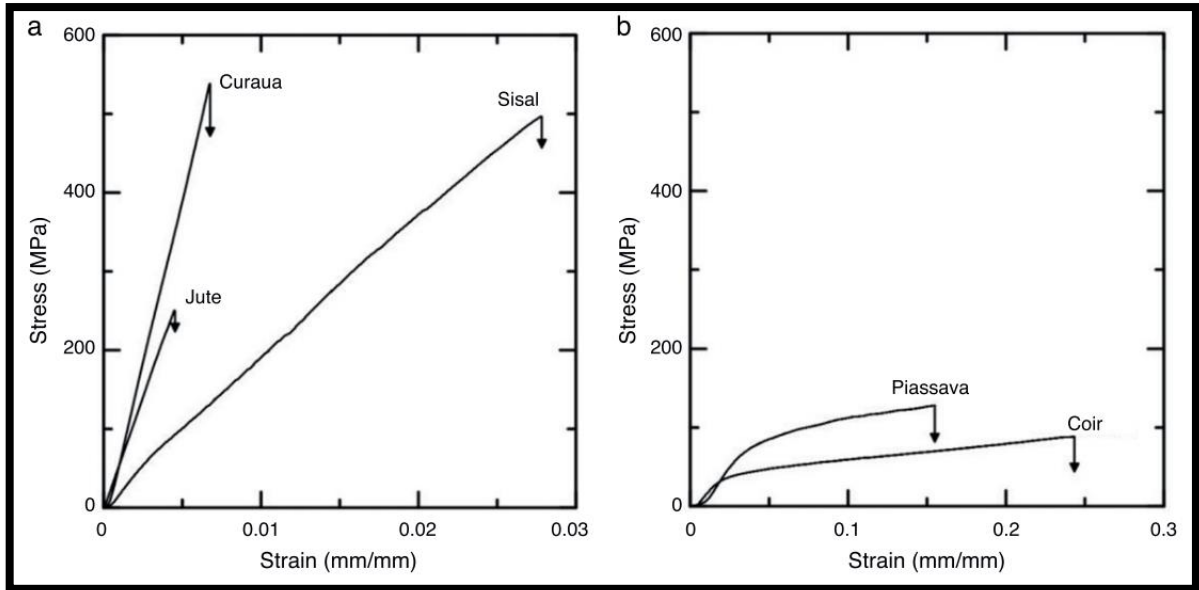 a
600
400
200
0
Stress (MPa)
Curaua
Sisal
Jute
0
0.01
0.02
0.03
Strain (mm/mm)
b
600
400
200
0
Stress (MPa)
Piassava
Coir
0
0.1
0.2
0.3
Strain (mm/mm)